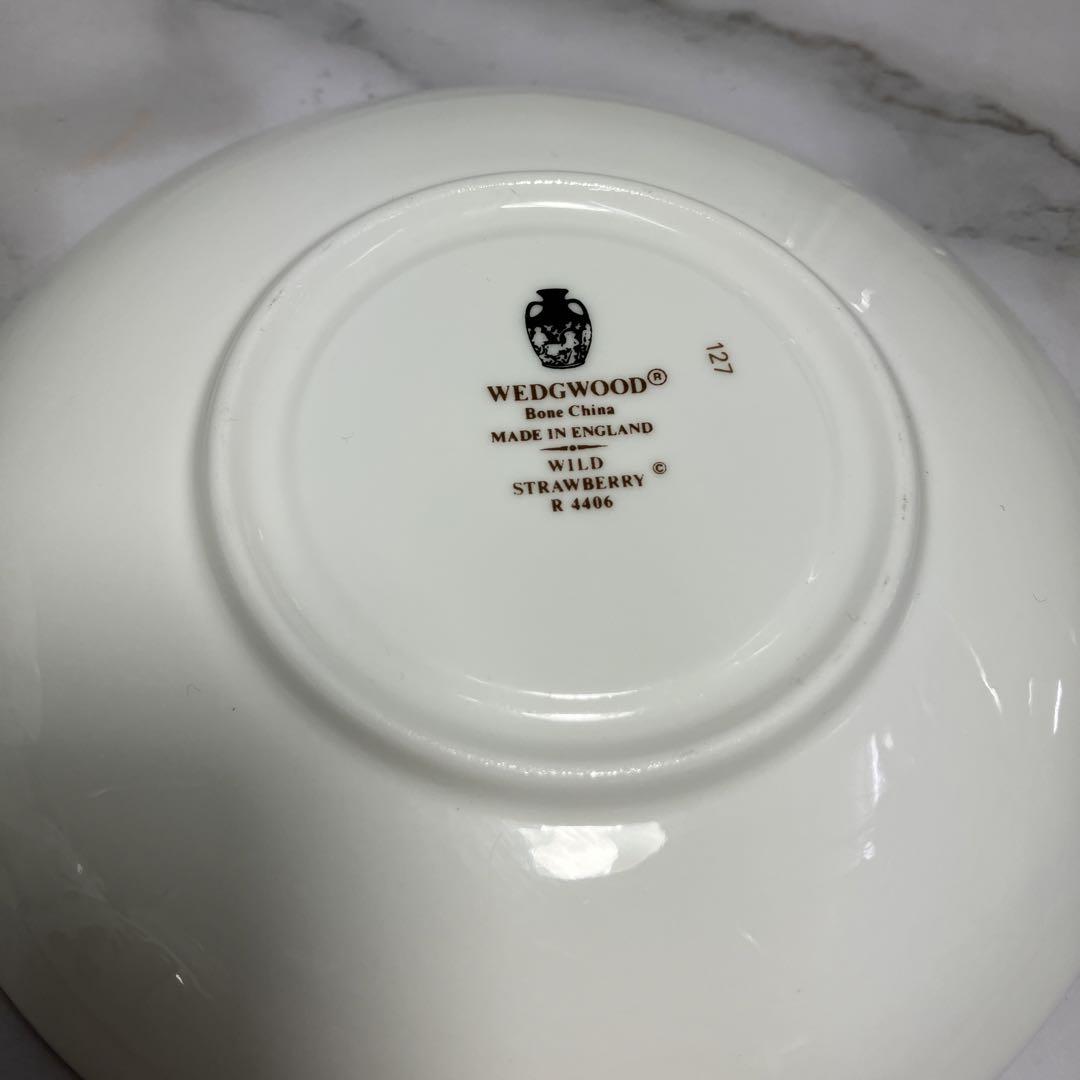 WEDGWOOD®
Bone China
MADE IN ENGLAND
WILD
STRAWBERRY ©
R 4406
127